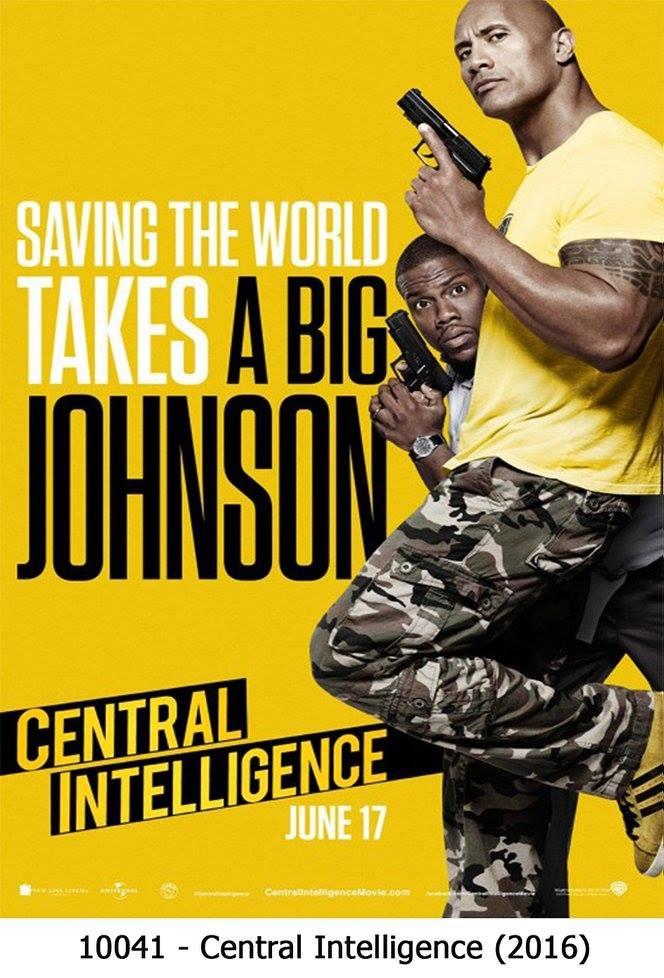 SAVING THE WORLD
TAKES A BIG
JOHNSON
CENTRAL
INTELLIGENCE
JUNE 17
CentralIntelligenceMovie.com
10041 - Central Intelligence (2016)